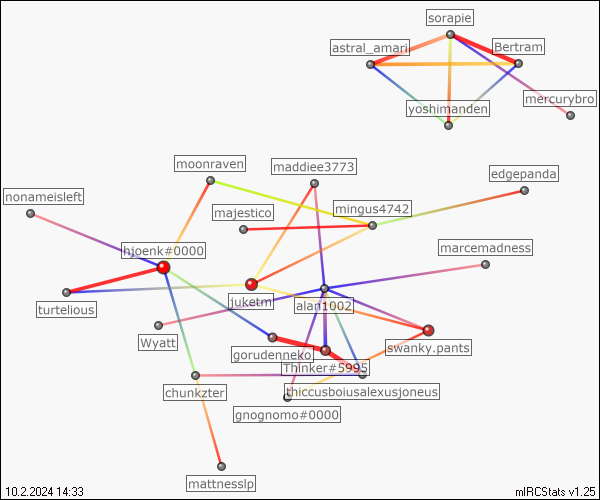 sorapie
astral_amari
Bertram
mercurybro
yoshimanden
moonraven
maddiee3773
edgepanda
nonameisleft
majestico
mingus4742
hjoenk#0000
marcemadness
turtelious
juketm
alan1002
Wyatt
gorudenneko
swanky.pants
Thinker#5995
chunkzter
thiccusboiusalexusjoneus
gnognomo#0000
mattnesslp
10.2.2024 14:33
mIRCStats v1.25